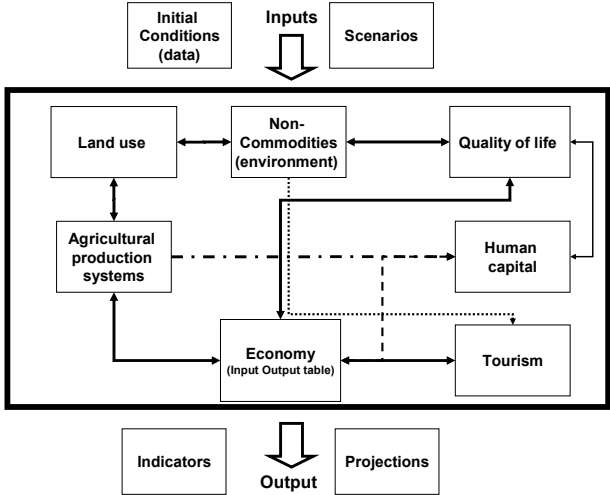 Initial
Conditions
(data)
Inputs
Scenarios
Land use
Non-
Commodities
(environment)
Quality of life
Agricultural
production
systems
Human
capital
Economy
(Input Output table)
Tourism
Indicators
Output
Projections